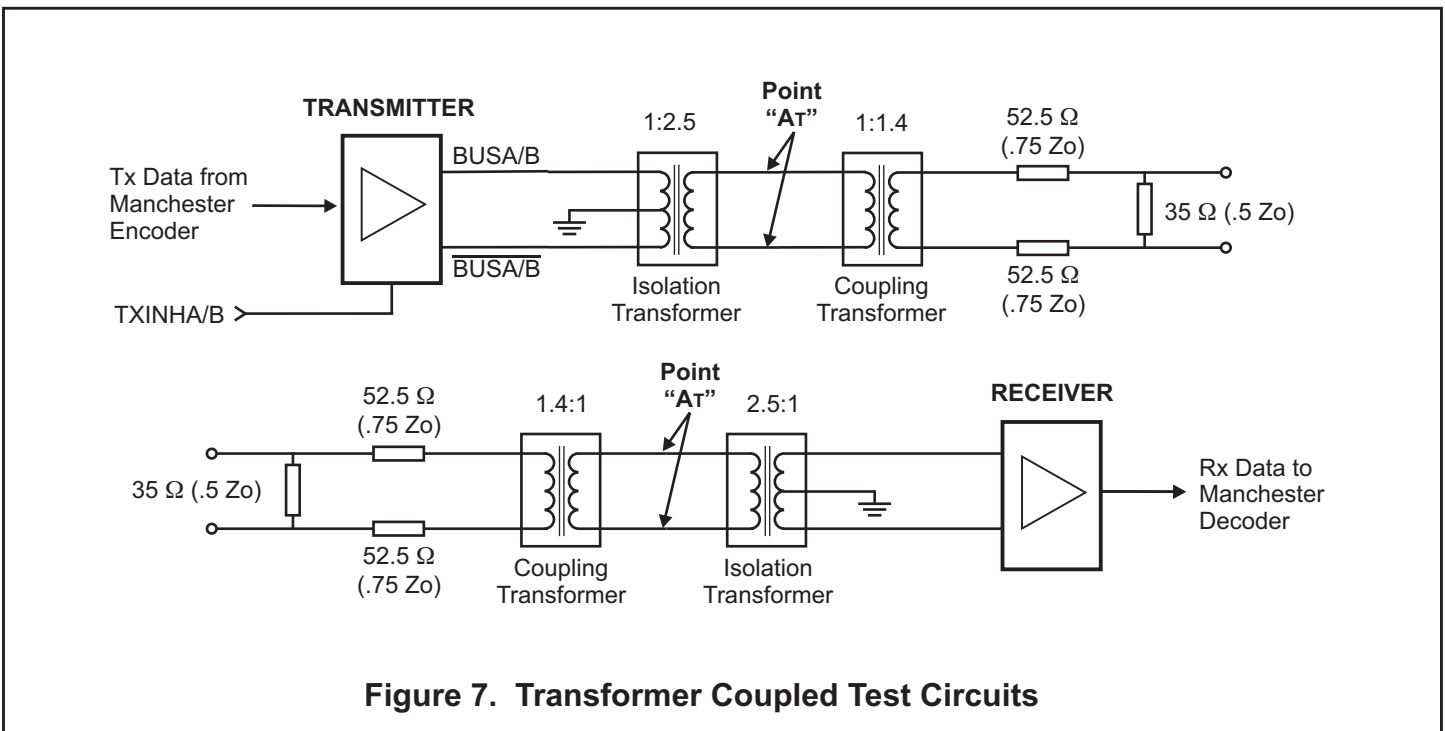 TRANSMITTER
Tx Data from
Manchester
Encoder
TXINHA/B
BUSA/B
BUSA/B
1:2.5
Isolation
Transformer
Point
“AT”
1:1.4
Coupling
Transformer
52.5 Ω
(.75 Zo)
35 Ω (.5 Zo)
52.5 Ω
(.75 Zo)
35 Ω (.5 Zo)
52.5 Ω
(.75 Zo)
52.5 Ω
(.75 Zo)
1.4:1
Coupling
Transformer
Point
“AT”
2.5:1
Isolation
Transformer
RECEIVER
Rx Data to
Manchester
Decoder
Figure 7. Transformer Coupled Test Circuits